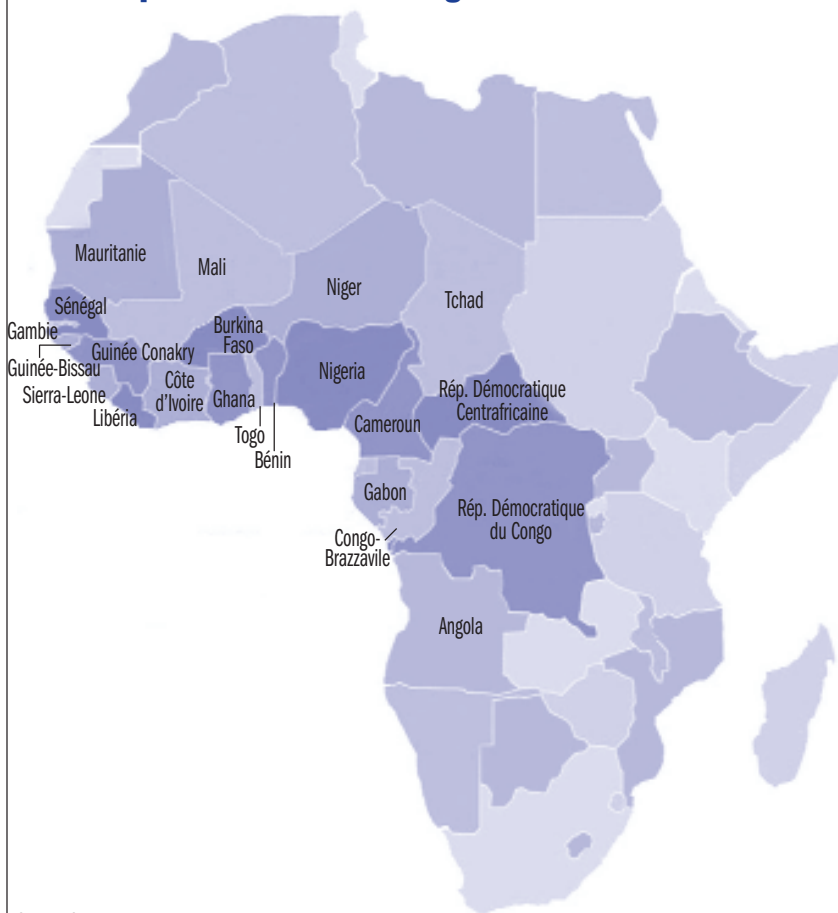 Mauritanie
Mali
Niger
Tchad
Sénégal
Gambie
Guinée-Bissau
Guinée Conakry
Sierra-Leone
Libéria
Côte
d'Ivoire
Burkina
Faso
Ghana
Togo
Bénin
Nigeria
Cameroun
Rép. Démocratique
Centrafricaine
Gabon
Congo-
Brazzavile
Rép. Démocratique
du Congo
Angola